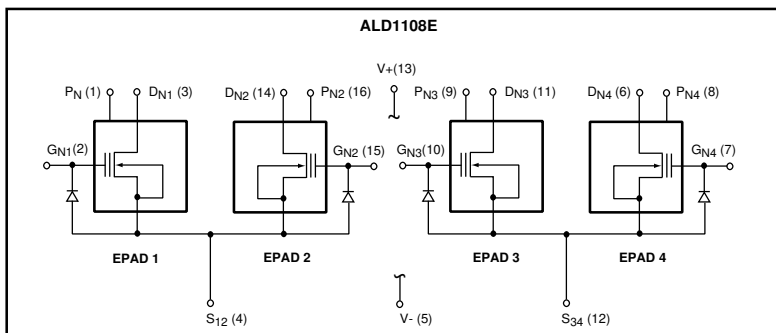 ALD1108E
V+(13)
PN (1) DN1 (3) DN2 (14) PN2 (16) PN3 (9) DN3 (11) DN4 (6) PN4 (8)
GN1(2) GN2 (15) GN3(10) GN4(7)
EPAD 1 EPAD 2 EPAD 3 EPAD 4
S12 (4) V- (5) S34 (12)